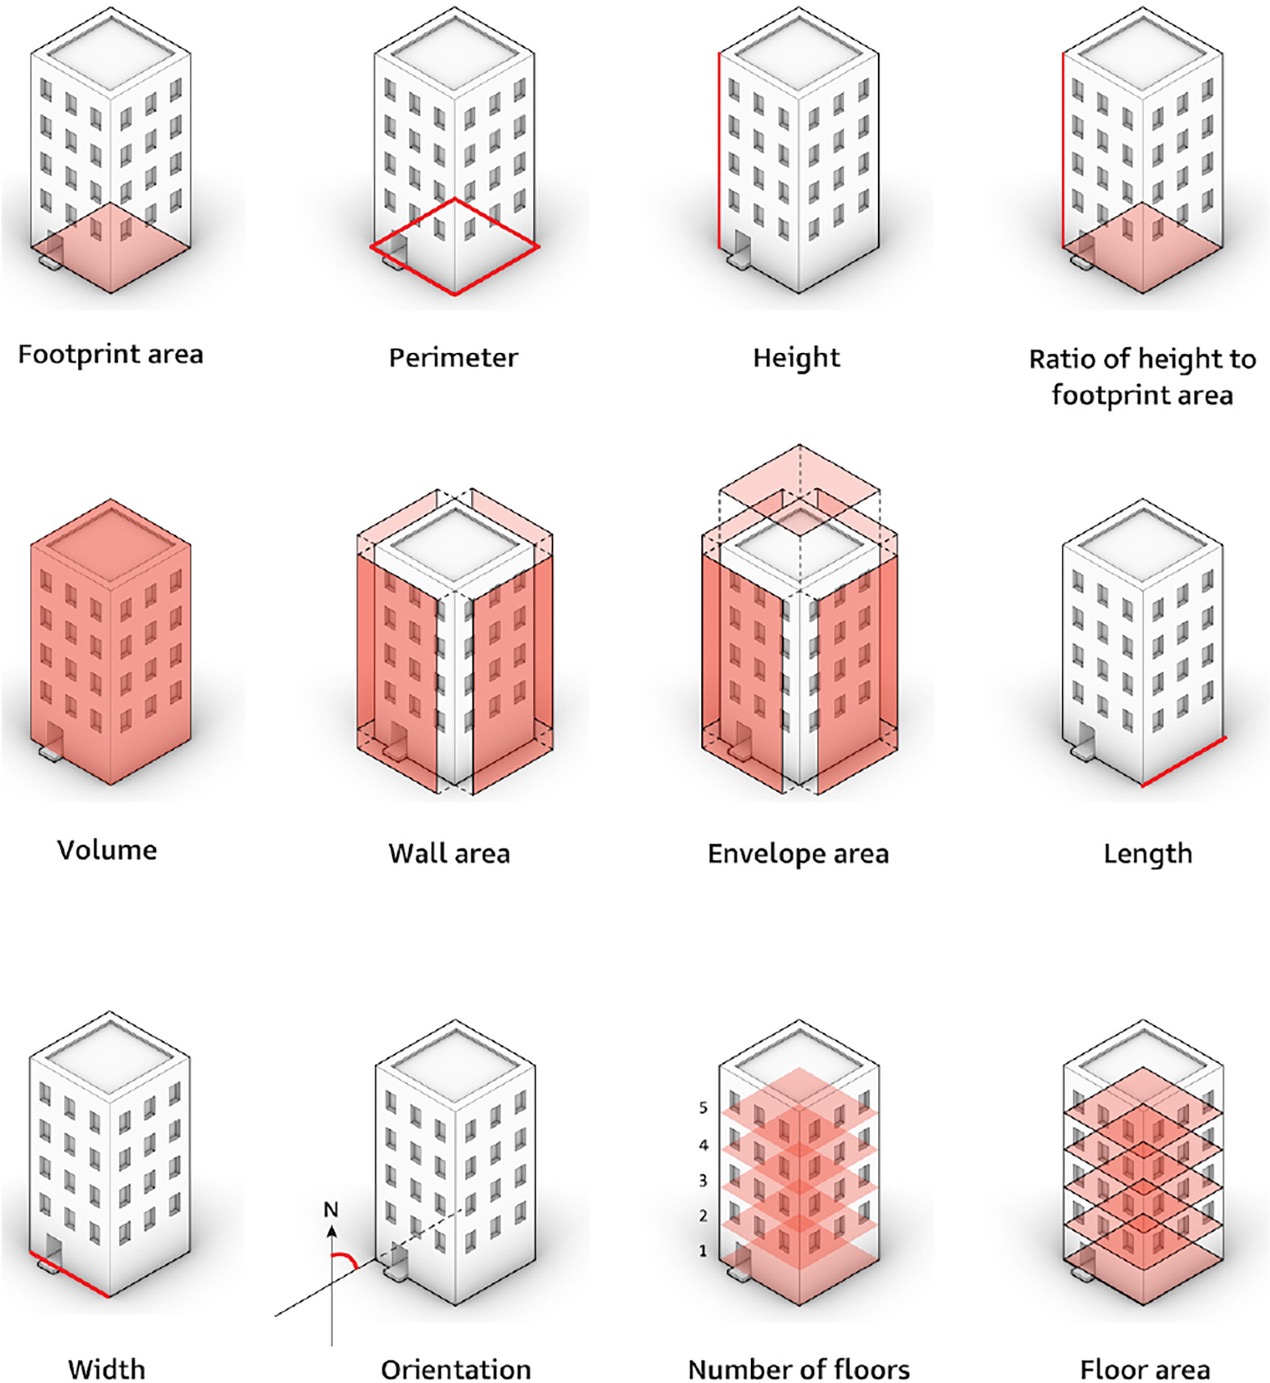 Footprint area
Perimeter
Height
Ratio of height to
footprint area
Volume
Wall area
Envelope area
Length
N
5
4
3
2
1
Width
Orientation
Number of floors
Floor area